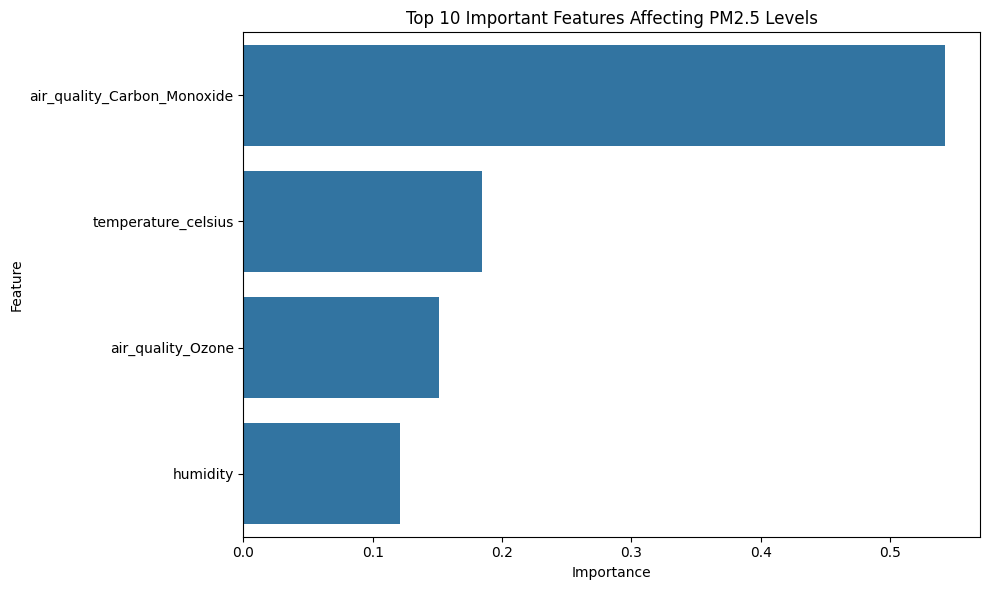 Top 10 Important Features Affecting PM2.5 Levels
Feature
air_quality_Carbon_Monoxide
temperature_celsius
air_quality_Ozone
humidity
0.0 0.1 0.2 0.3 0.4 0.5
Importance